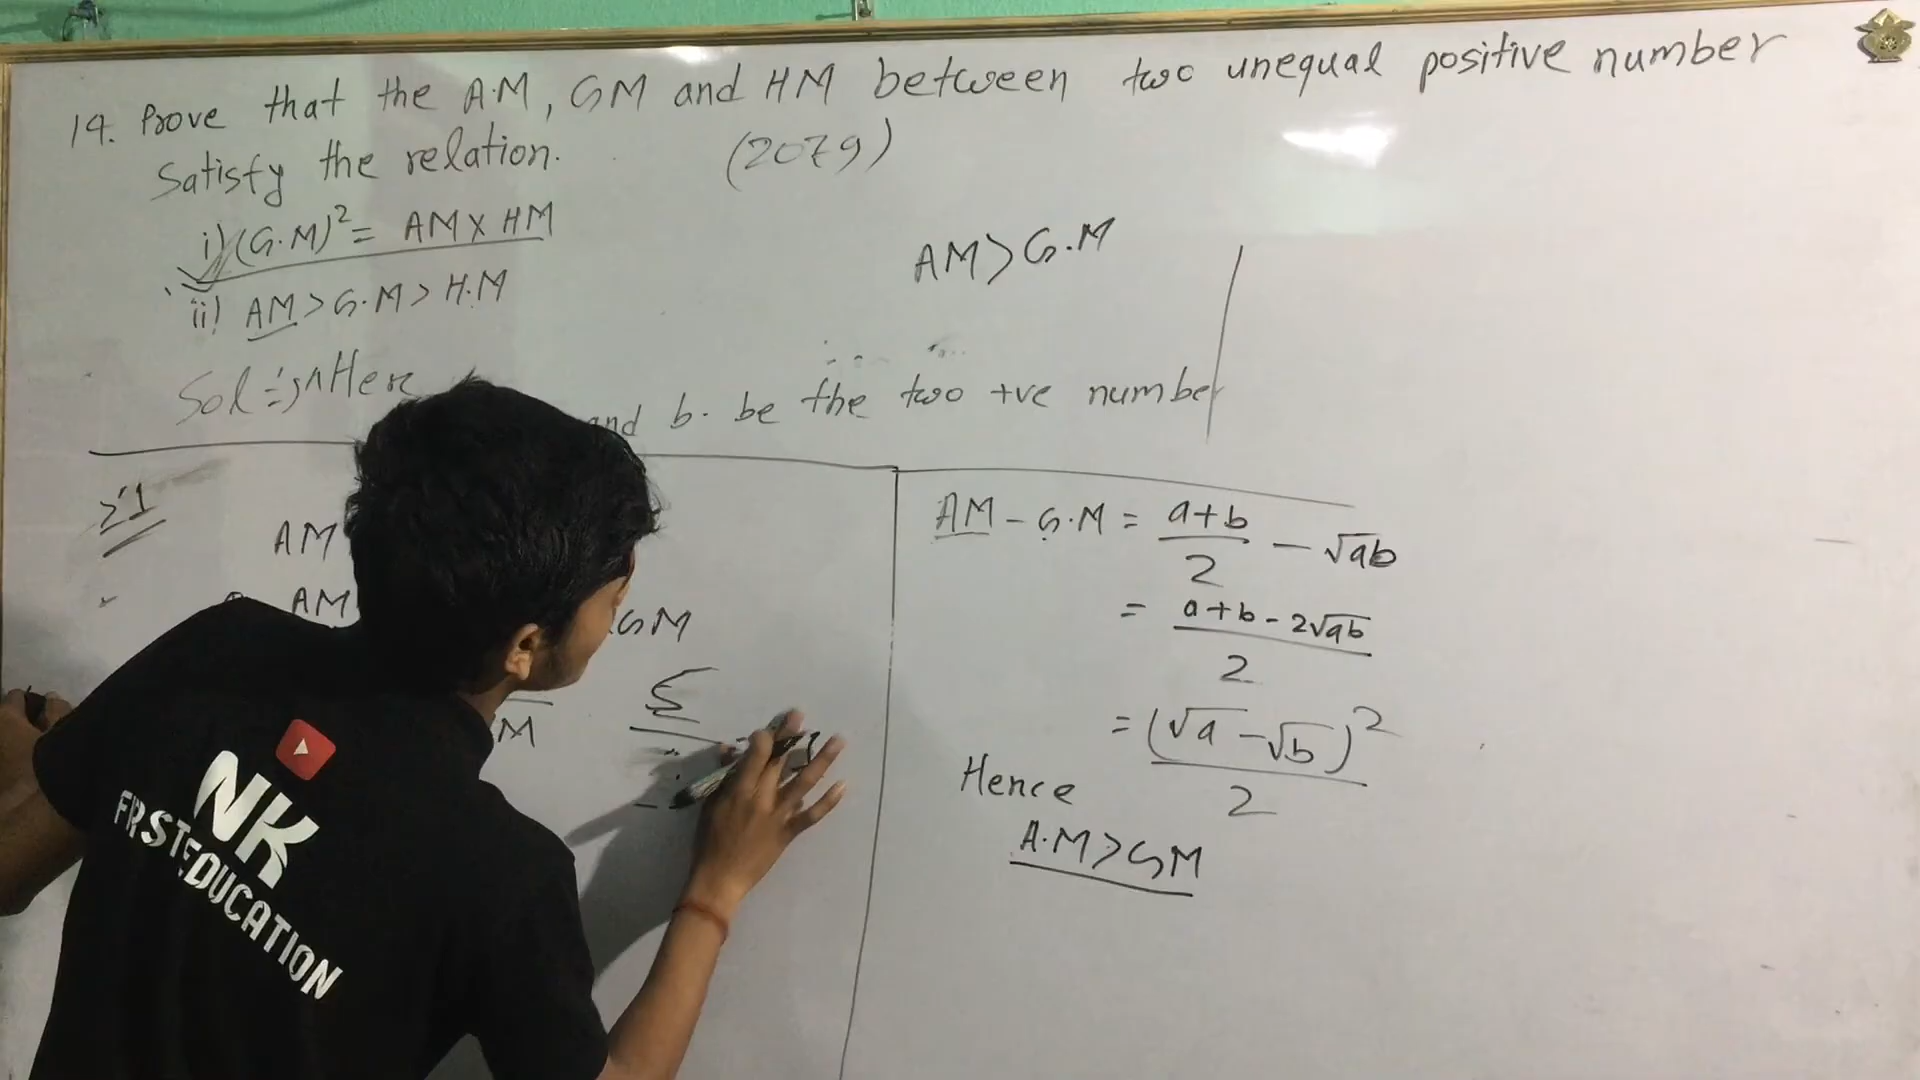 14. Prove that the A.M, GM and HM between two unequal positive number
Satisfy the relation. (2079)
i) (G.M)² = AM X HM
ii) AM > G.M > H.M
AM > G.M
Sol Here
and b. be the two +ve number
AM
AM
GM
M
AM - G.M = a+b/2 - √ab
= a+b-2√ab/2
= (√a - √b)²/2
Hence
A.M > GM
NK
FIRST EDUCATION